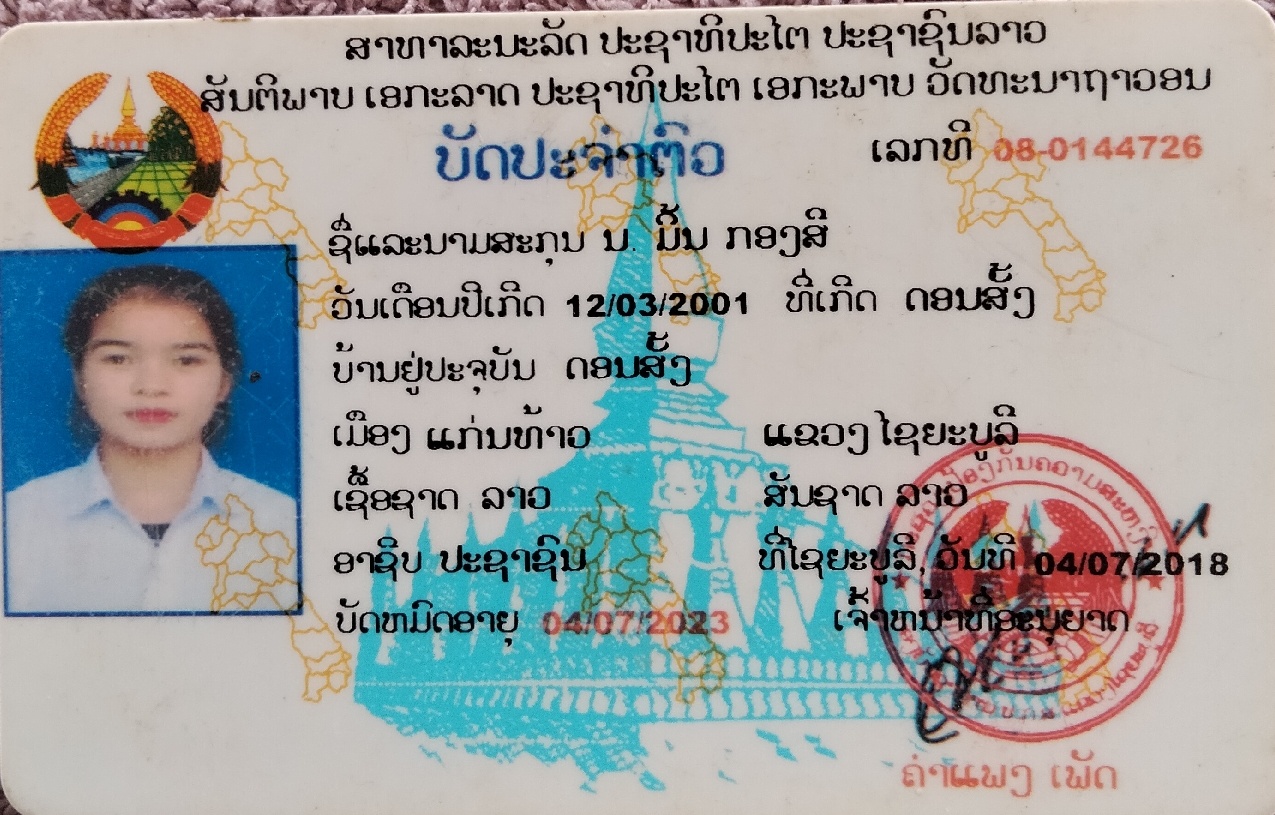 ສາທາລະນະລັດ ປະຊາທິປະໄຕ ປະຊາຊົນລາວ
ສັນຕິພາບ ເອກະລາດ ປະຊາທິປະໄຕ ເອກະພາບ ວັດທະນາຖາວອນ
ບັດປະຈຳຕົວ ເລກທີ 08-0144726
ຊື່ແລະນາມສະກຸນ ນ. ມິ້ນ ກອງສີ
ວັນເດືອນປີເກີດ 12/03/2001 ທີ່ເກີດ ດອນສັ້ງ
ບ້ານຢູ່ປະຈຸບັນ ດອນສັ້ງ
ເມືອງ ແກ່ນທ້າວ ແຂວງ ໄຊຍະບູລີ
ເຊື້ອຊາດ ລາວ ສັນຊາດ ລາວ
ອາຊີບ ປະຊາຊົນ ທີ່ໄຊຍະບູລີ, ວັນທີ 04/07/2018
ບັດຫມົດອາຍຸ 04/07/2023 ເຈົ້າຫນ້າທີ່ອະນຸຍາດ
ຄຳແພງ ເພັດ